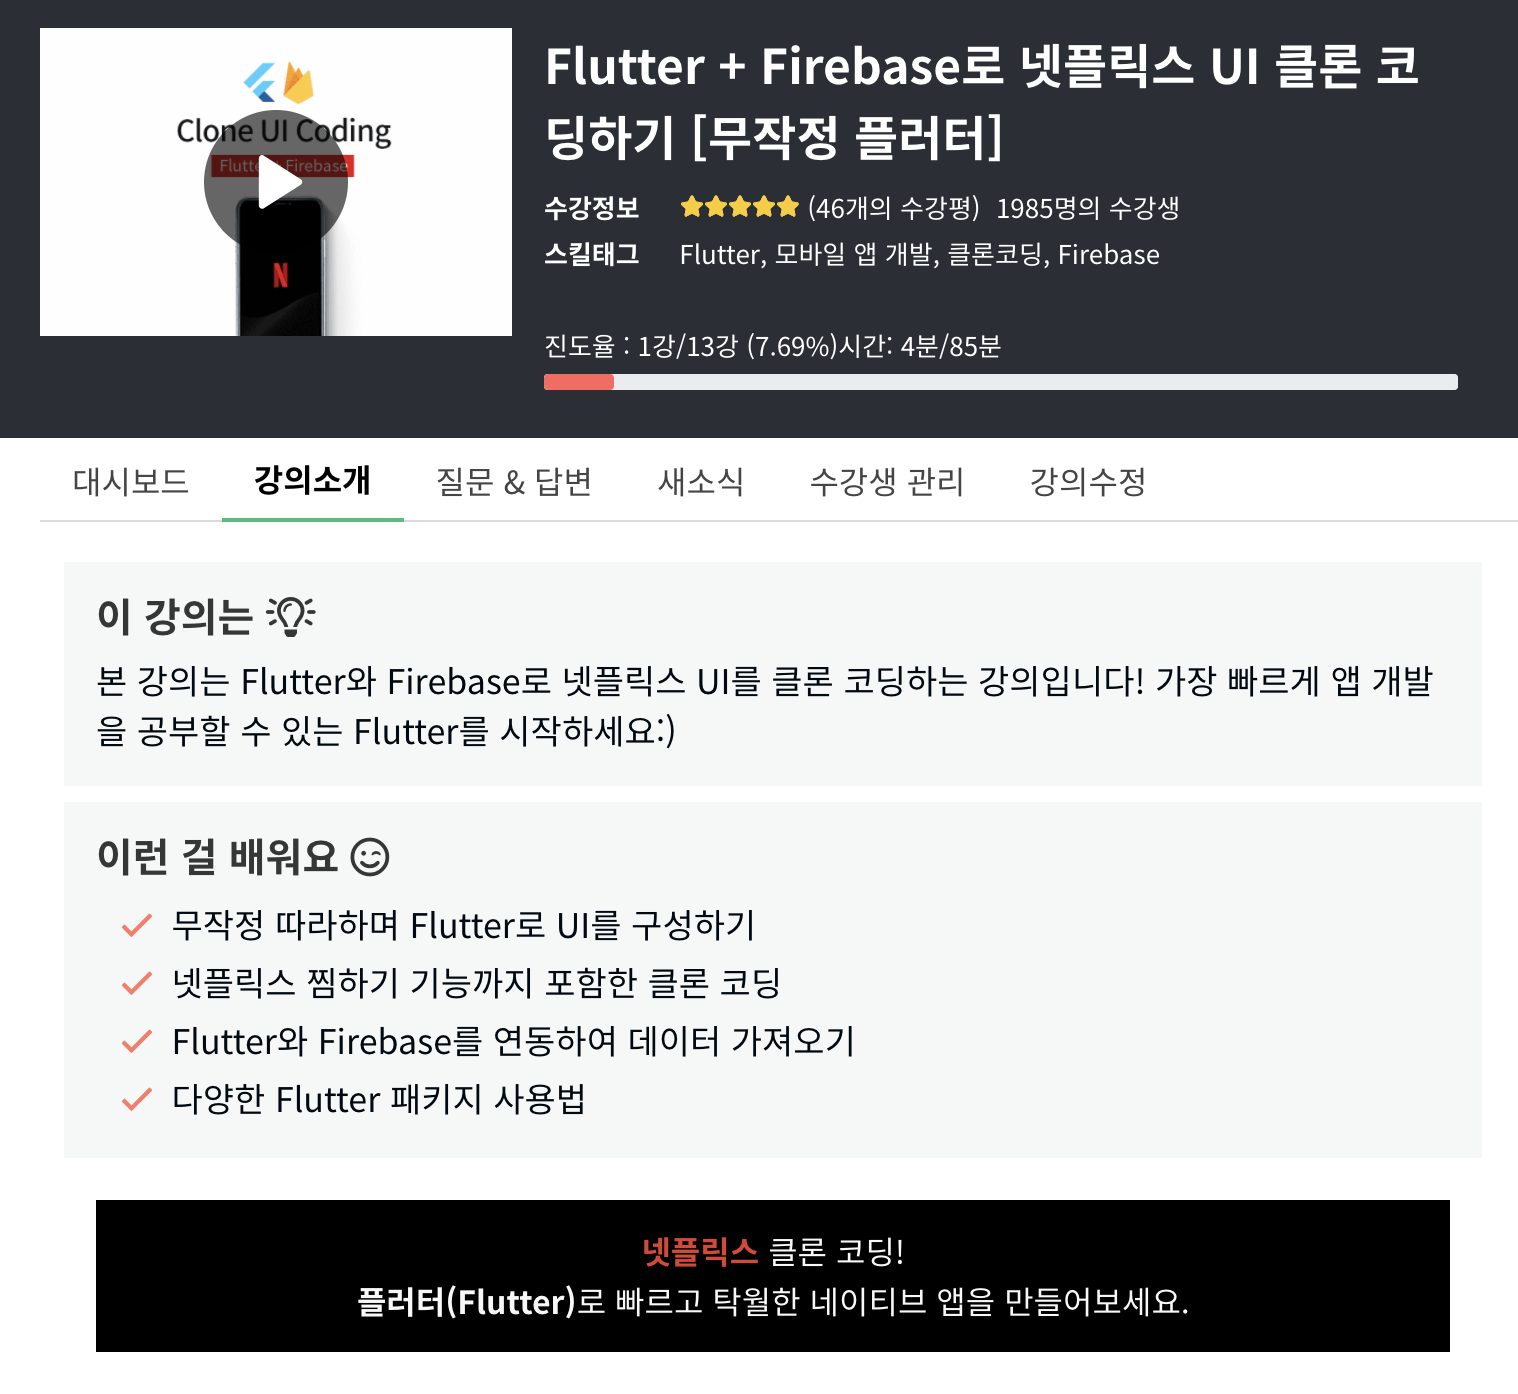 Clone UI Coding
Flutter Firebase
N
Flutter + Firebase로 넷플릭스 UI 클론 코
딩하기 [무작정 플러터]
수강정보 (46개의 수강평) 1985명의 수강생
스킬태그 Flutter, 모바일 앱 개발, 클론코딩, Firebase
진도율 : 1강/13강 (7.69%)시간: 4분/85분
대시보드 강의소개 질문 & 답변 새소식 수강생 관리 강의수정
이 강의는
본 강의는 Flutter와 Firebase로 넷플릭스 UI를 클론 코딩하는 강의입니다! 가장 빠르게 앱 개발
을 공부할 수 있는 Flutter를 시작하세요:)
이런 걸 배워요
무작정 따라하며 Flutter로 UI를 구성하기
넷플릭스 찜하기 기능까지 포함한 클론 코딩
Flutter와 Firebase를 연동하여 데이터 가져오기
다양한 Flutter 패키지 사용법
넷플릭스 클론 코딩!
플러터(Flutter)로 빠르고 탁월한 네이티브 앱을 만들어보세요.